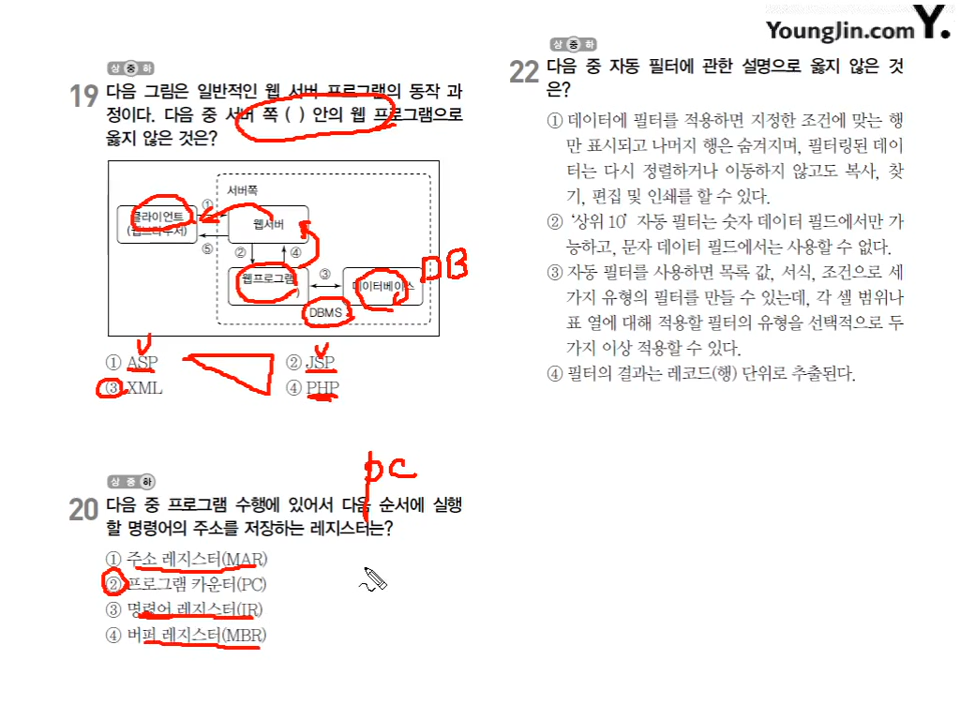 YoungJin.com Y.
상 중 하
19 다음 그림은 일반적인 웹 서버 프로그램의 동작 과
정이다. 다음 중 서버 쪽 ( ) 안의 웹 프로그램으로
옳지 않은 것은?
서버쪽
클라이언트
(웹브라우저)
①
⑤
웹서버
②
④
웹프로그램
)
③
데이터베이스
DBMS
DB
① ASP
② JSP
③ XML
④ PHP
상 중 하
pc
20 다음 중 프로그램 수행에 있어서 다음 순서에 실행
할 명령어의 주소를 저장하는 레지스터는?
① 주소 레지스터(MAR)
② 프로그램 카운터(PC)
③ 명령어 레지스터(IR)
④ 버퍼 레지스터(MBR)
상 중 하
22 다음 중 자동 필터에 관한 설명으로 옳지 않은 것
은?
① 데이터에 필터를 적용하면 지정한 조건에 맞는 행
만 표시되고 나머지 행은 숨겨지며, 필터링된 데이
터는 다시 정렬하거나 이동하지 않고도 복사, 찾
기, 편집 및 인쇄를 할 수 있다.
② ‘상위 10’ 자동 필터는 숫자 데이터 필드에서만 가
능하고, 문자 데이터 필드에서는 사용할 수 없다.
③ 자동 필터를 사용하면 목록 값, 서식, 조건으로 세
가지 유형의 필터를 만들 수 있는데, 각 셀 범위나
표 열에 대해 적용할 필터의 유형을 선택적으로 두
가지 이상 적용할 수 있다.
④ 필터의 결과는 레코드(행) 단위로 추출된다.